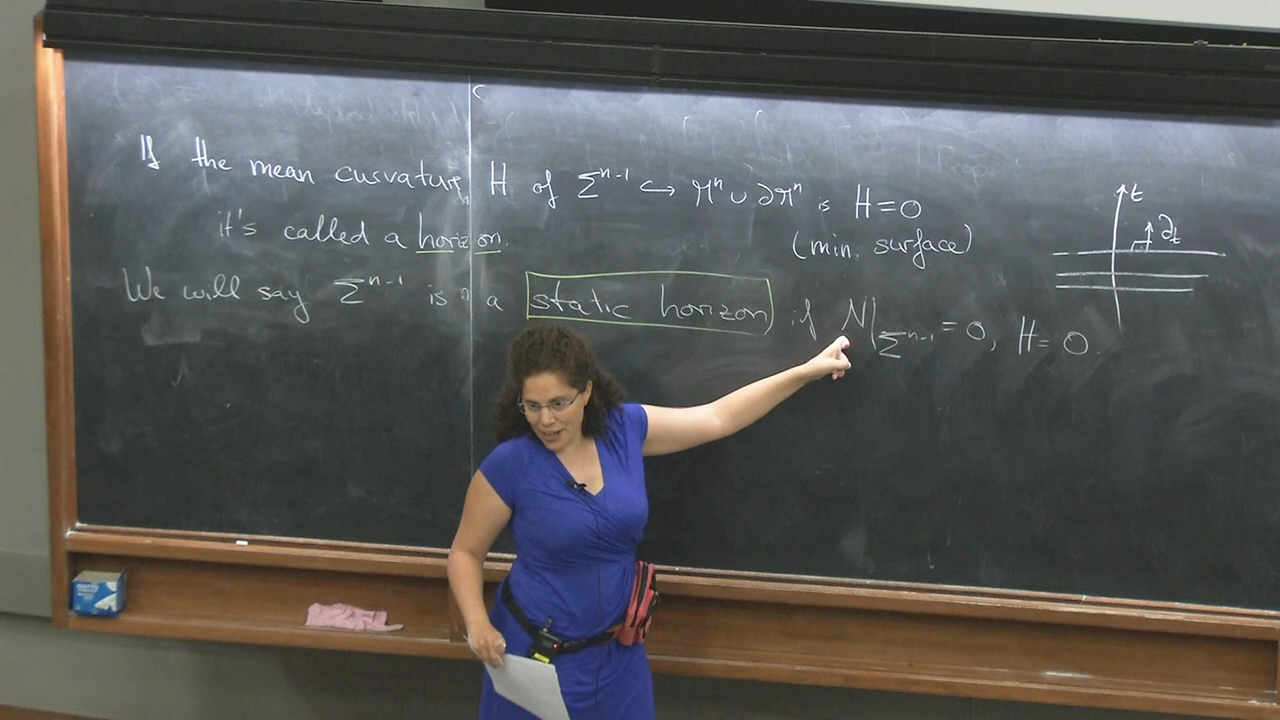 If the mean curvature H of Σⁿ⁻¹ ↪ Mⁿ ∪ ∂Mⁿ is H = 0
it's called a horizon. (min. surface)
We will say Σⁿ⁻¹ is a static horizon if N|Σⁿ⁻¹ = 0, H = 0.
t
∂t